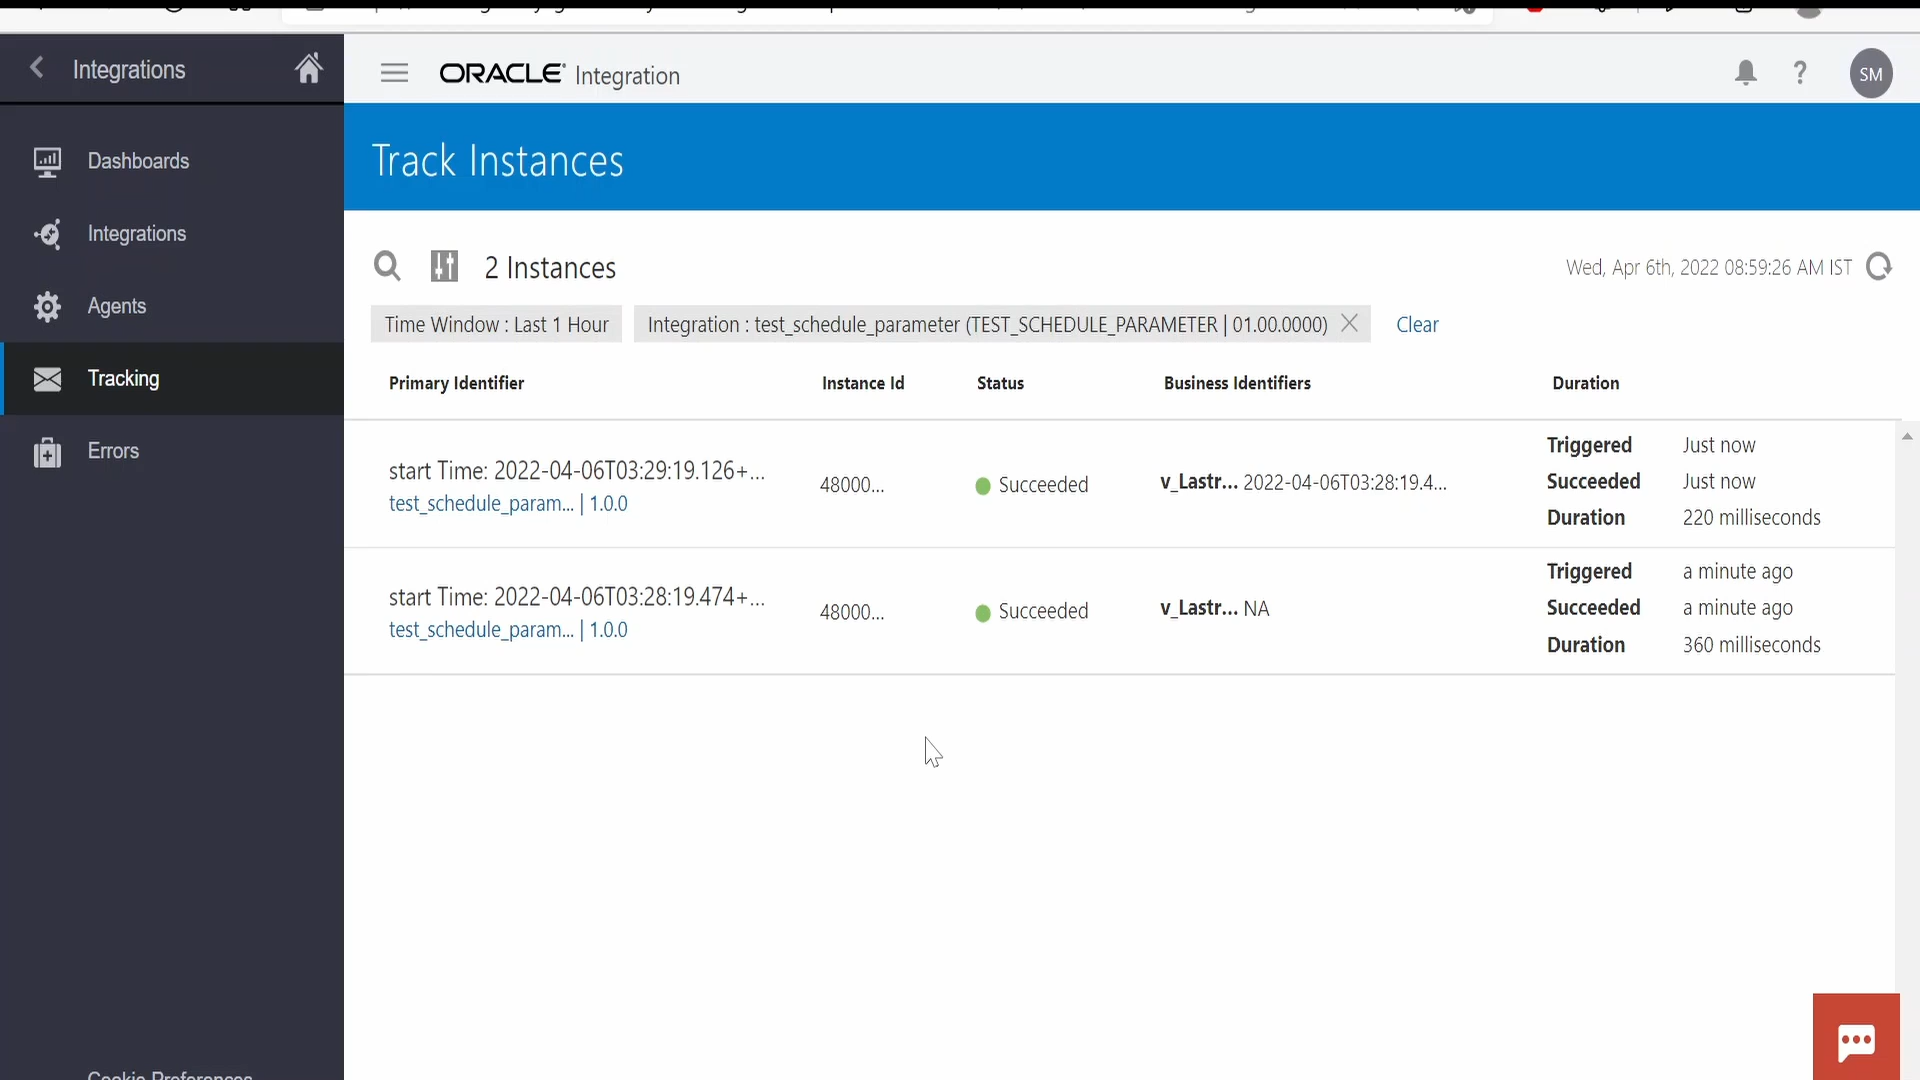 Integrations
ORACLE Integration
SM
Dashboards
Integrations
Agents
Tracking
Errors
Track Instances
2 Instances
Wed, Apr 6th, 2022 08:59:26 AM IST
Time Window : Last 1 Hour
Integration : test_schedule_parameter (TEST_SCHEDULE_PARAMETER | 01.00.0000)
Clear
Primary Identifier Instance Id Status Business Identifiers Duration
start Time: 2022-04-06T03:29:19.126+...
test_schedule_param... | 1.0.0
48000...
Succeeded
v_Lastr... 2022-04-06T03:28:19.4...
Triggered Just now
Succeeded Just now
Duration 220 milliseconds
start Time: 2022-04-06T03:28:19.474+...
test_schedule_param... | 1.0.0
48000...
Succeeded
v_Lastr... NA
Triggered a minute ago
Succeeded a minute ago
Duration 360 milliseconds
Cookie Preferences